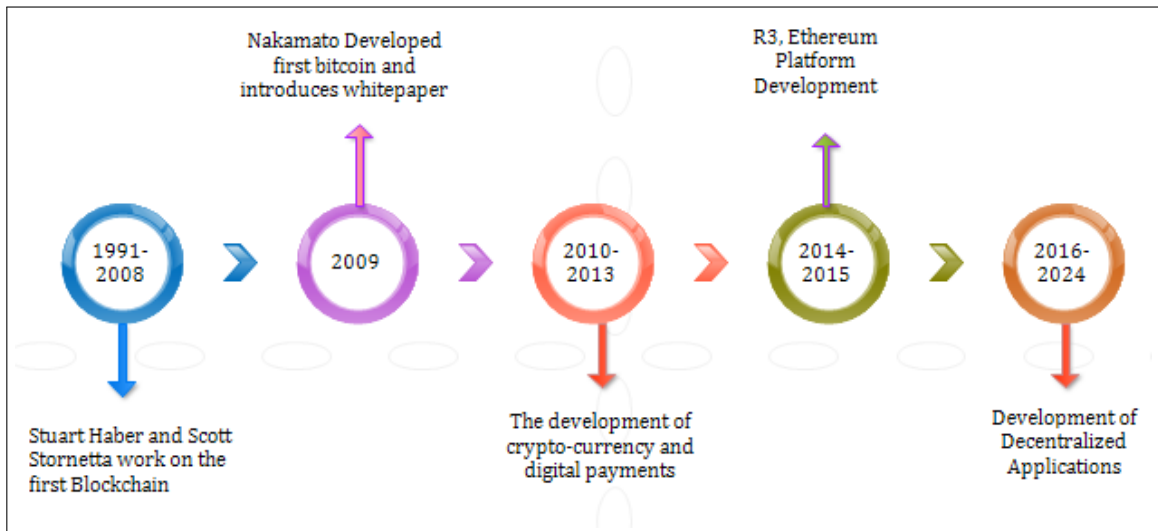 Nakamato Developed
first bitcoin and
introduces whitepaper
R3, Ethereum
Platform
Development
1991-
2008
2009
2010-
2013
2014-
2015
2016-
2024
Stuart Haber and Scott
Stornetta work on the
first Blockchain
The development of
crypto-currency and
digital payments
Development of
Decentralized
Applications